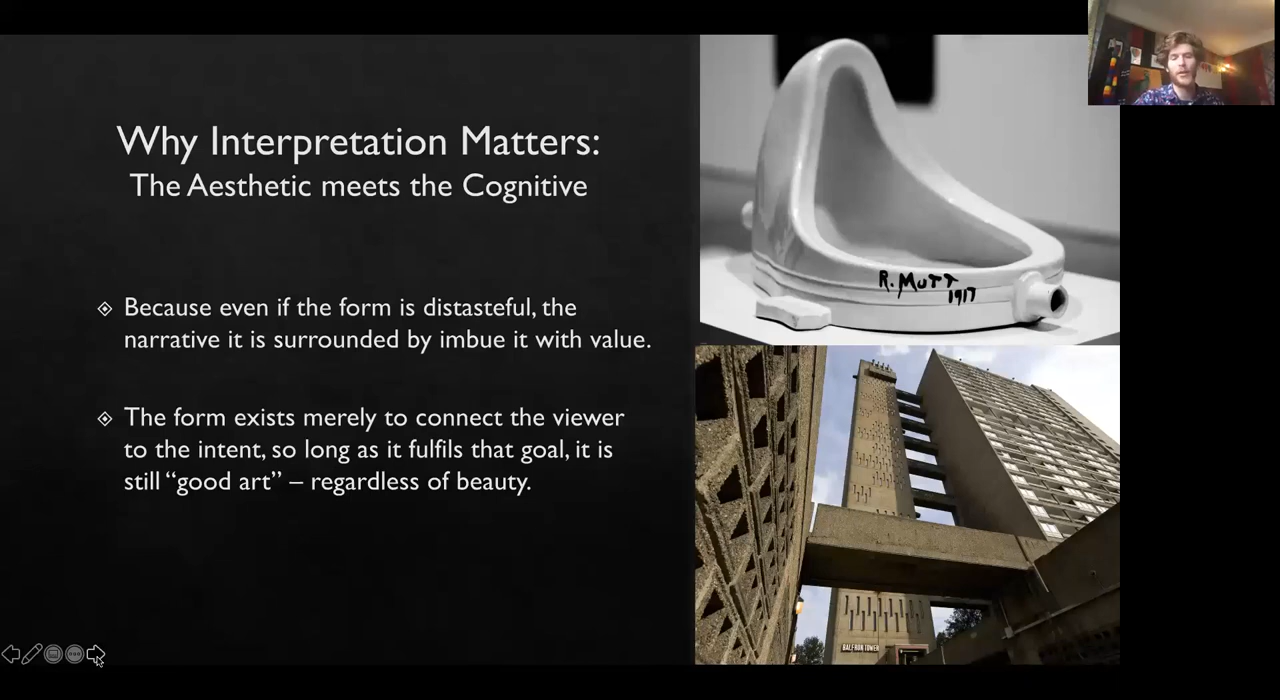 Why Interpretation Matters:
The Aesthetic meets the Cognitive
Because even if the form is distasteful, the
narrative it is surrounded by imbue it with value.
The form exists merely to connect the viewer
to the intent, so long as it fulfils that goal, it is
still “good art” – regardless of beauty.
R. MUTT
1917
BALFRON TOWER